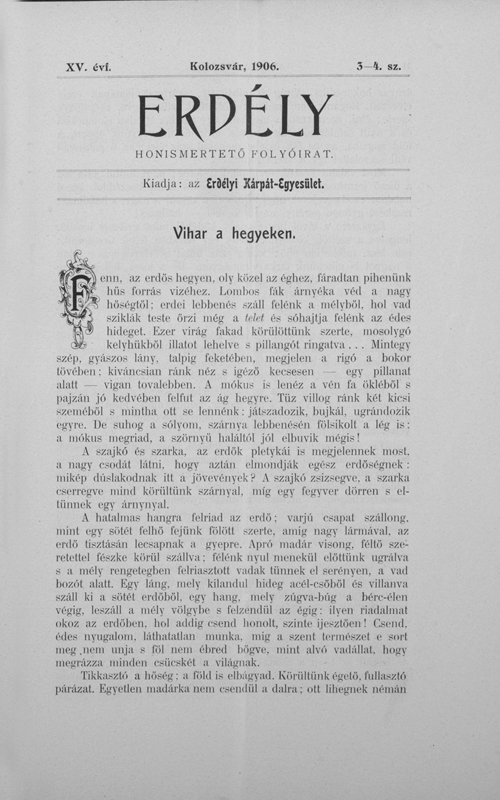 XV. évf. Kolozsvár, 1906. 3—4. sz.
ERDÉLY
HONISMERTETŐ FOLYÓIRAT.
Kiadja: az Erdélyi Kárpát-Egyesület.
Vihar a hegyeken.
Fenn, az erdős hegyen, oly közel az éghez, fáradtan pihenünk
hűs forrás vizéhez. Lombos fák árnyéka véd a nagy
hőségtől; erdei lebbenés száll felénk a mélyből, hol vad
sziklák teste őrzi még a telet és sóhajtja felénk az édes
hideget. Ezer virág fakad körülöttünk szerte, mosolygó
kelyhükből illatot lehelve s pillangót ringatva . . . Mintegy
szép, gyászos lány, talpig feketében, megjelen a rigó a bokor
tövében; kiváncsian ránk néz s igéző kecsesen — egy pillanat
alatt — vigan tovalebben. A mókus is lenéz a vén fa ökléből s
pajzán jó kedvében felfut az ág hegyre. Tüz villog ránk két kicsi
szeméből s mintha ott se lennénk: játszadozik, bujkál, ugrándozik
egyre. De suhog a sólyom, szárnya lebbenésén fölsikolt a lég is:
a mókus megriad, a szörnyü haláltól jól elbuvik mégis!
A szajkó és szarka, az erdők pletykái is megjelennek most,
a nagy csodát látni, hogy aztán elmondják egész erdőségnek:
mikép dúslakodnak itt a jövevények? A szajkó zsizsegve, a szarka
cserregve mind körültünk szárnyal, míg egy fegyver dörren s el-
tünnek egy árnynyal.
A hatalmas hangra felriad az erdő; varjú csapat szállong,
mint egy sötét felhő fejünk fölött szerte, amig nagy lármával, az
erdő tisztásán lecsapnak a gyepre. Apró madár visong, féltő sze-
retettel fészke körül szállva; félénk nyul menekül előttünk ugrálva
s a mély rengetegben felriasztott vadak tünnek el serényen, a vad
bozót alatt. Egy láng, mely kilandul hideg acél-csőből és villanva
száll ki a sötét erdőből, egy hang, mely zúgva-búg a bérc-élen
végig, leszáll a mély völgybe s felzendül az égig: ilyen riadalmat
okoz az erdőben, hol addig csend honolt, szinte ijesztően! Csend,
édes nyugalom, láthatatlan munka, mig a szent természet e sort
meg nem unja s föl nem ébred bőgve, mint alvó vadállat, hogy
megrázza minden csücskét a világnak.
Tikkasztó a hőség; a föld is elbágyad. Körültünk égető, fullasztó
párázat. Egyetlen madárka nem csendül a dalra; ott lihegnek némán